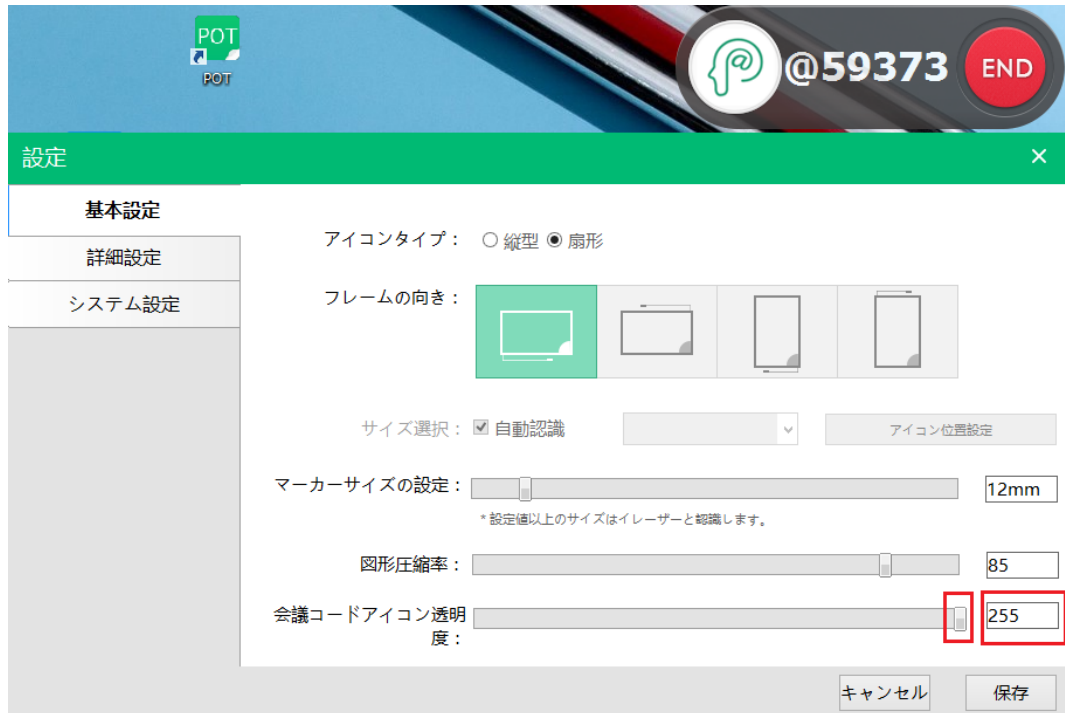 POT
POT
@59373
END
設定
基本設定
詳細設定
システム設定
アイコンタイプ： 縦型 扇形
フレームの向き：
サイズ選択： 自動認識 アイコン位置設定
マーカーサイズの設定： 12mm
*設定値以上のサイズはイレーザーと認識します。
図形圧縮率： 85
会議コードアイコン透明
度： 255
キャンセル 保存